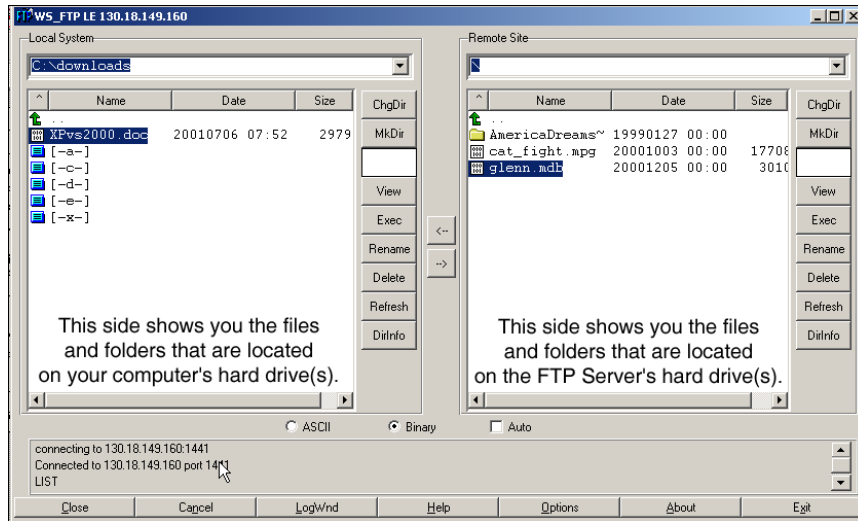 WS_FTP LE 130.18.149.160
Local System
C:\downloads
^ Name Date Size
..
XPvs2000.doc 20010706 07:52 2979
[-a-]
[-c-]
[-d-]
[-e-]
[-x-]
This side shows you the files
and folders that are located
on your computer's hard drive(s).
ChgDir
MkDir
View
Exec
Rename
Delete
Refresh
DirInfo
<--
-->
Remote Site
\
^ Name Date Size
..
AmericaDreams~ 19990127 00:00
cat_fight.mpg 20001003 00:00 17708
glenn.mdb 20001205 00:00 3010
This side shows you the files
and folders that are located
on the FTP Server's hard drive(s).
ChgDir
MkDir
View
Exec
Rename
Delete
Refresh
DirInfo
ASCII Binary Auto
connecting to 130.18.149.160:1441
Connected to 130.18.149.160 port 1441
LIST
Close Cancel LogWnd Help Options About Exit